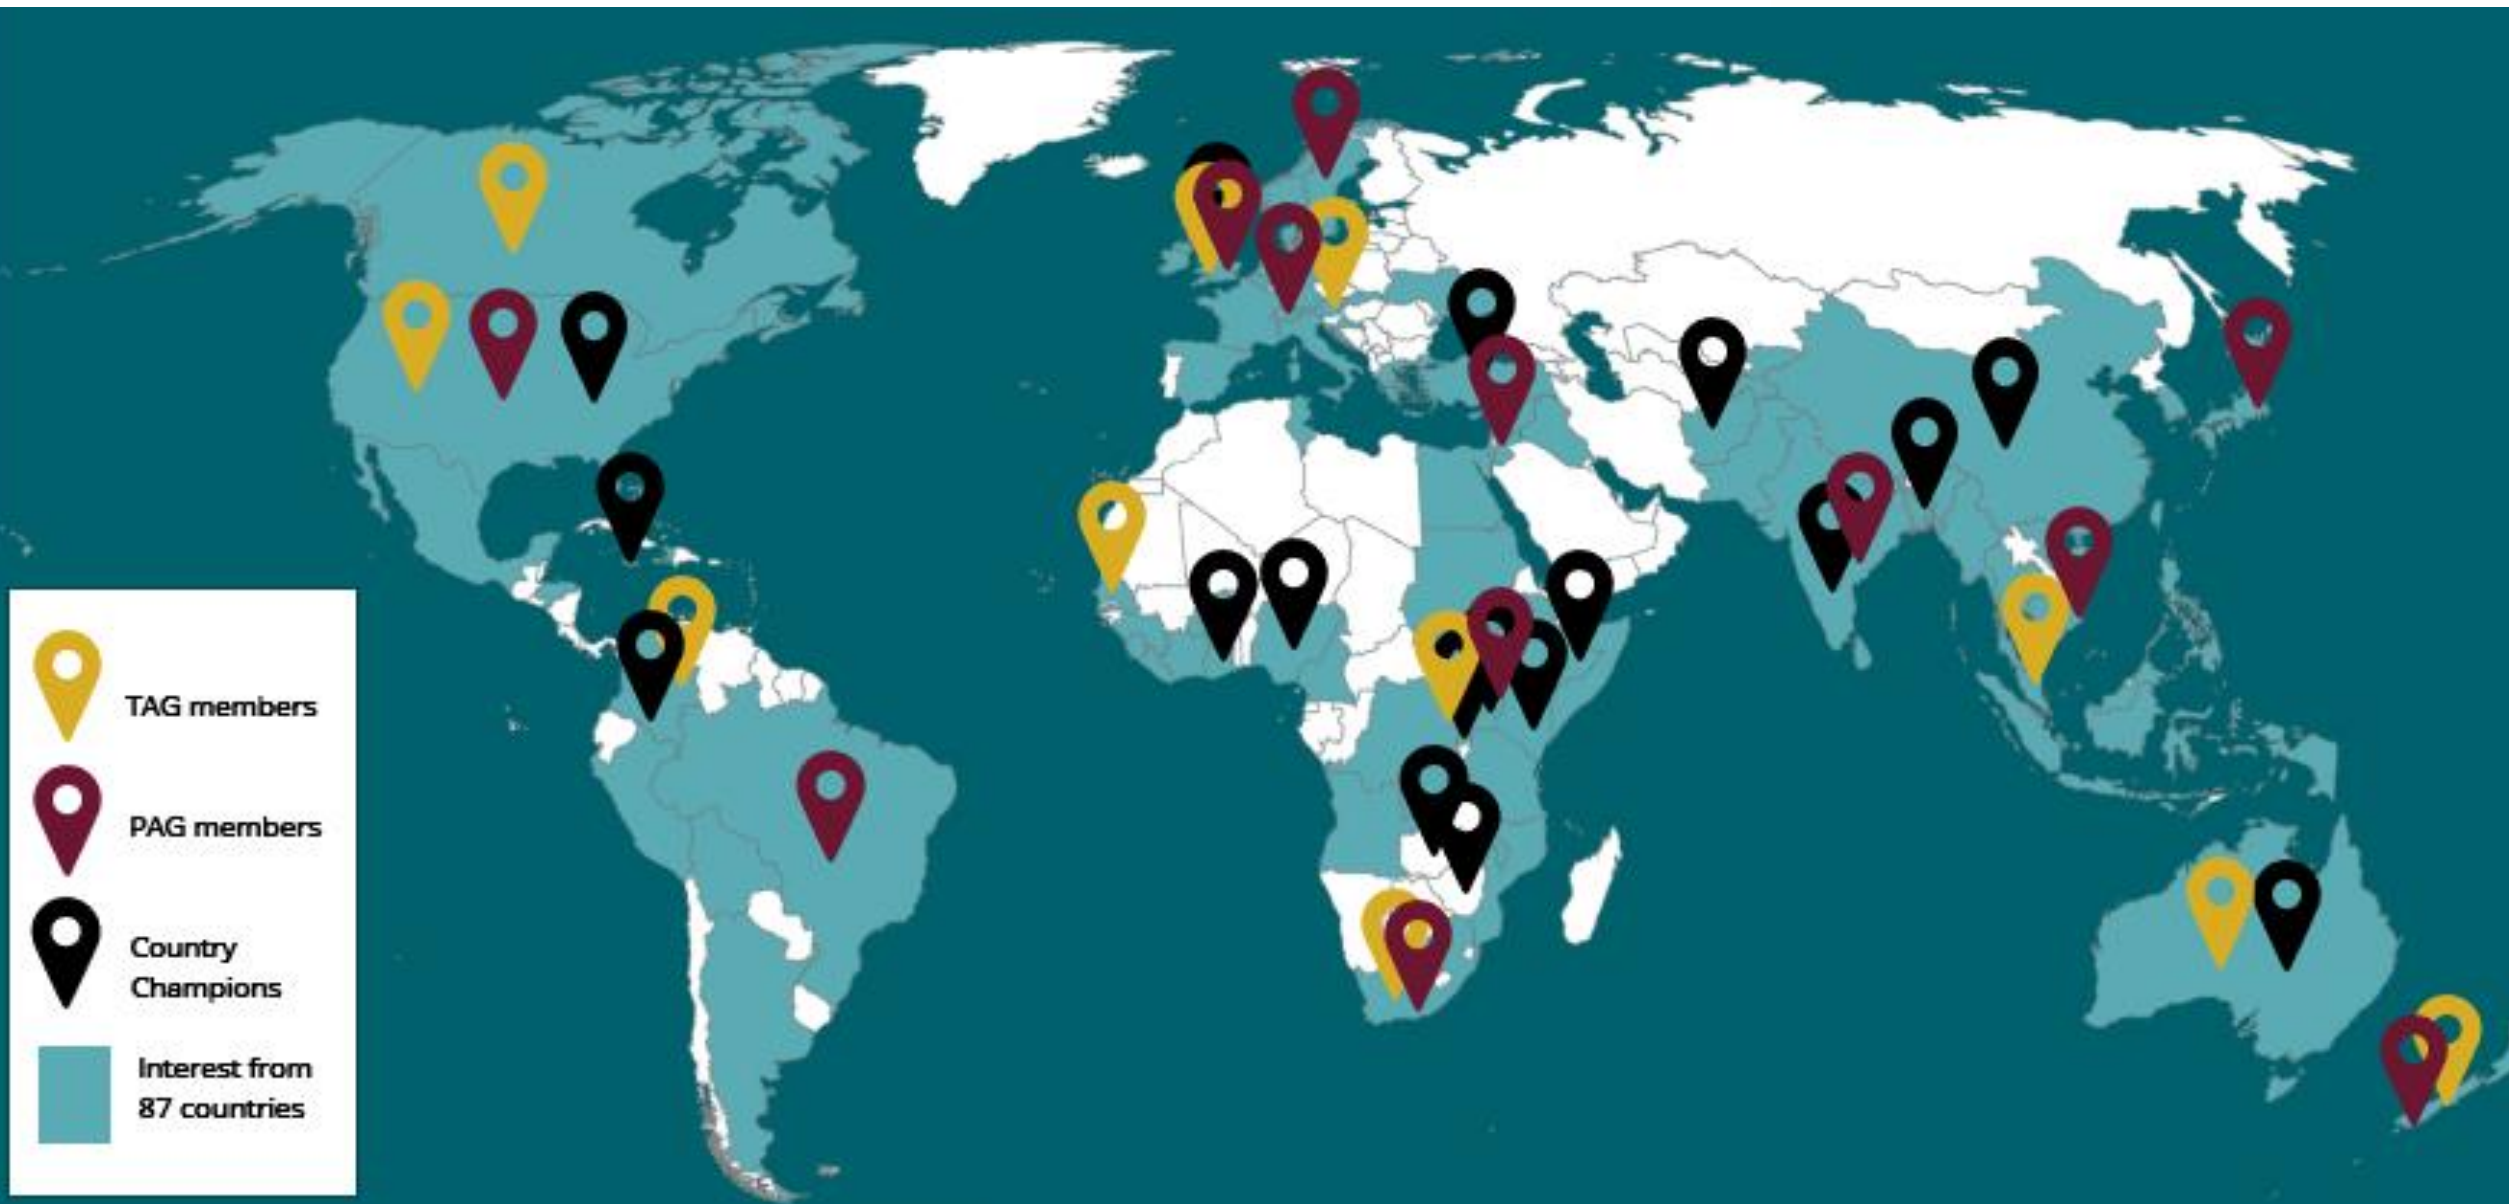 TAG members
PAG members
Country
Champions
Interest from
87 countries